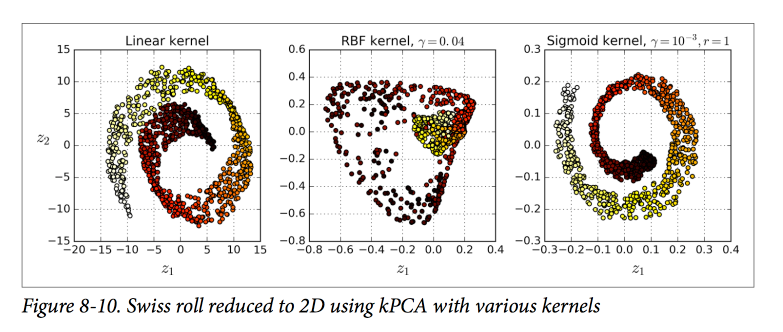 Linear kernel
15
10
5
0
−5
−10
−15
−20 −15 −10 −5 0 5 10 15
z₂
z₁
RBF kernel, γ = 0.04
0.6
0.4
0.2
0.0
−0.2
−0.4
−0.6
−0.8
−0.8 −0.6 −0.4 −0.2 0.0 0.2 0.4
z₁
Sigmoid kernel, γ = 10⁻³, r = 1
0.3
0.2
0.1
0.0
−0.1
−0.2
−0.3
−0.3 −0.2 −0.1 0.0 0.1 0.2 0.3 0.4
z₁
Figure 8-10. Swiss roll reduced to 2D using kPCA with various kernels